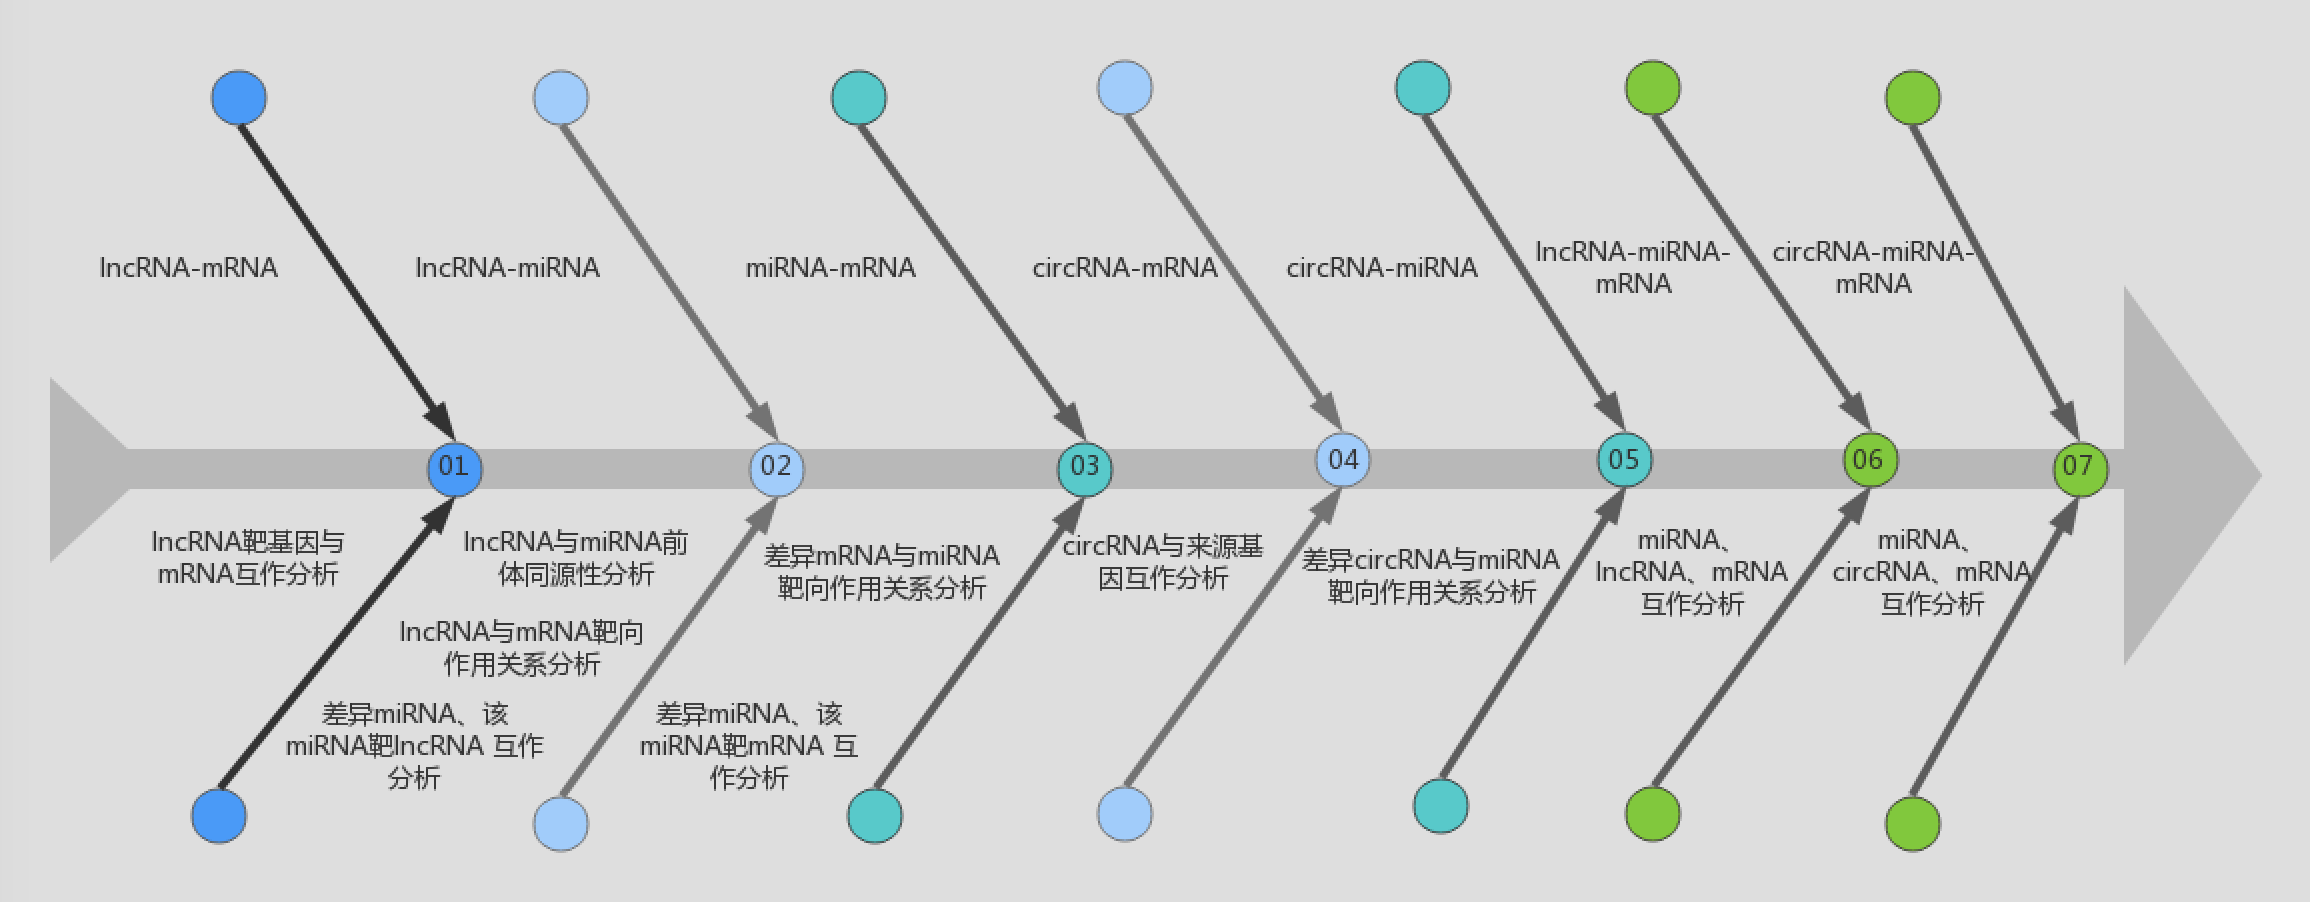 lncRNA-mRNA
lncRNA-miRNA
miRNA-mRNA
circRNA-mRNA
circRNA-miRNA
lncRNA-miRNA-
mRNA
circRNA-miRNA-
mRNA
01
02
03
04
05
06
07
lncRNA靶基因与
mRNA互作分析
lncRNA与miRNA前
体同源性分析
lncRNA与mRNA靶向
作用关系分析
差异miRNA、该
miRNA靶lncRNA 互作
分析
差异mRNA与miRNA
靶向作用关系分析
差异miRNA、该
miRNA靶mRNA 互
作分析
circRNA与来源基
因互作分析
差异circRNA与miRNA
靶向作用关系分析
miRNA、
lncRNA、mRNA
互作分析
miRNA、
circRNA、mRNA
互作分析